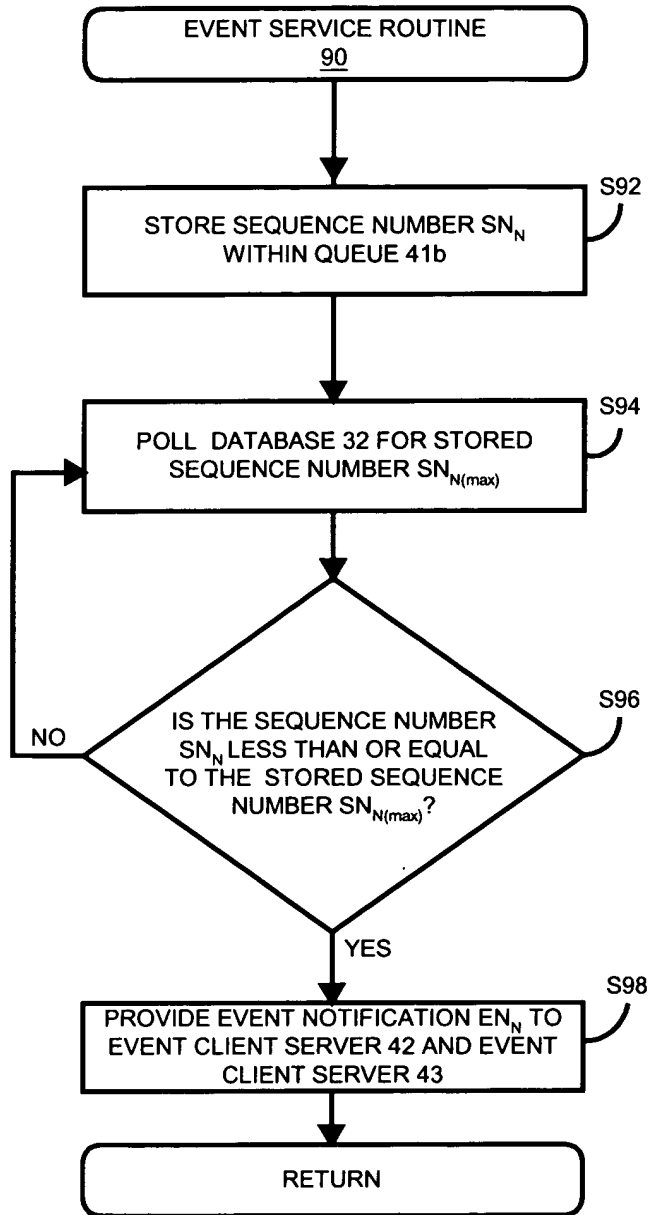 EVENT SERVICE ROUTINE
90
S92
STORE SEQUENCE NUMBER SN_N
WITHIN QUEUE 41b
S94
POLL DATABASE 32 FOR STORED
SEQUENCE NUMBER SN_N(max)
S96
IS THE SEQUENCE NUMBER
SN_N LESS THAN OR EQUAL
TO THE STORED SEQUENCE
NUMBER SN_N(max)?
NO
YES
S98
PROVIDE EVENT NOTIFICATION EN_N TO
EVENT CLIENT SERVER 42 AND EVENT
CLIENT SERVER 43
RETURN